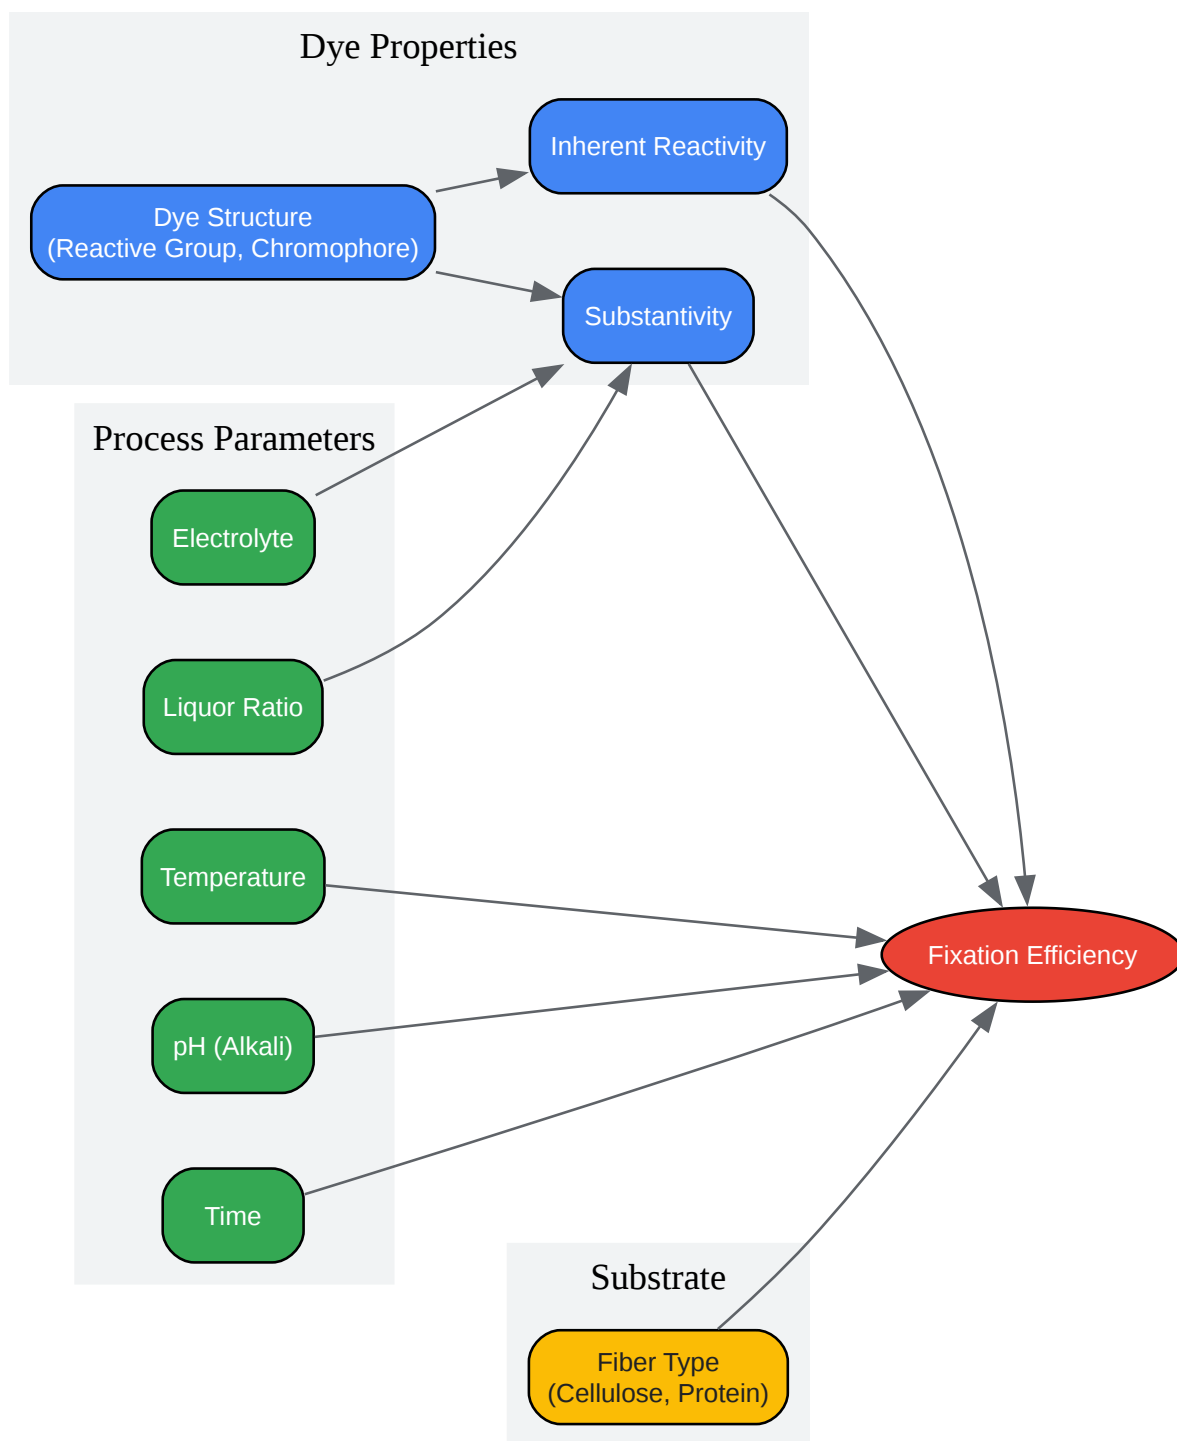 Dye Properties
Inherent Reactivity
Dye Structure
(Reactive Group, Chromophore)
Substantivity
Process Parameters
Electrolyte
Liquor Ratio
Temperature
Fixation Efficiency
pH (Alkali)
Time
Substrate
Fiber Type
(Cellulose, Protein)